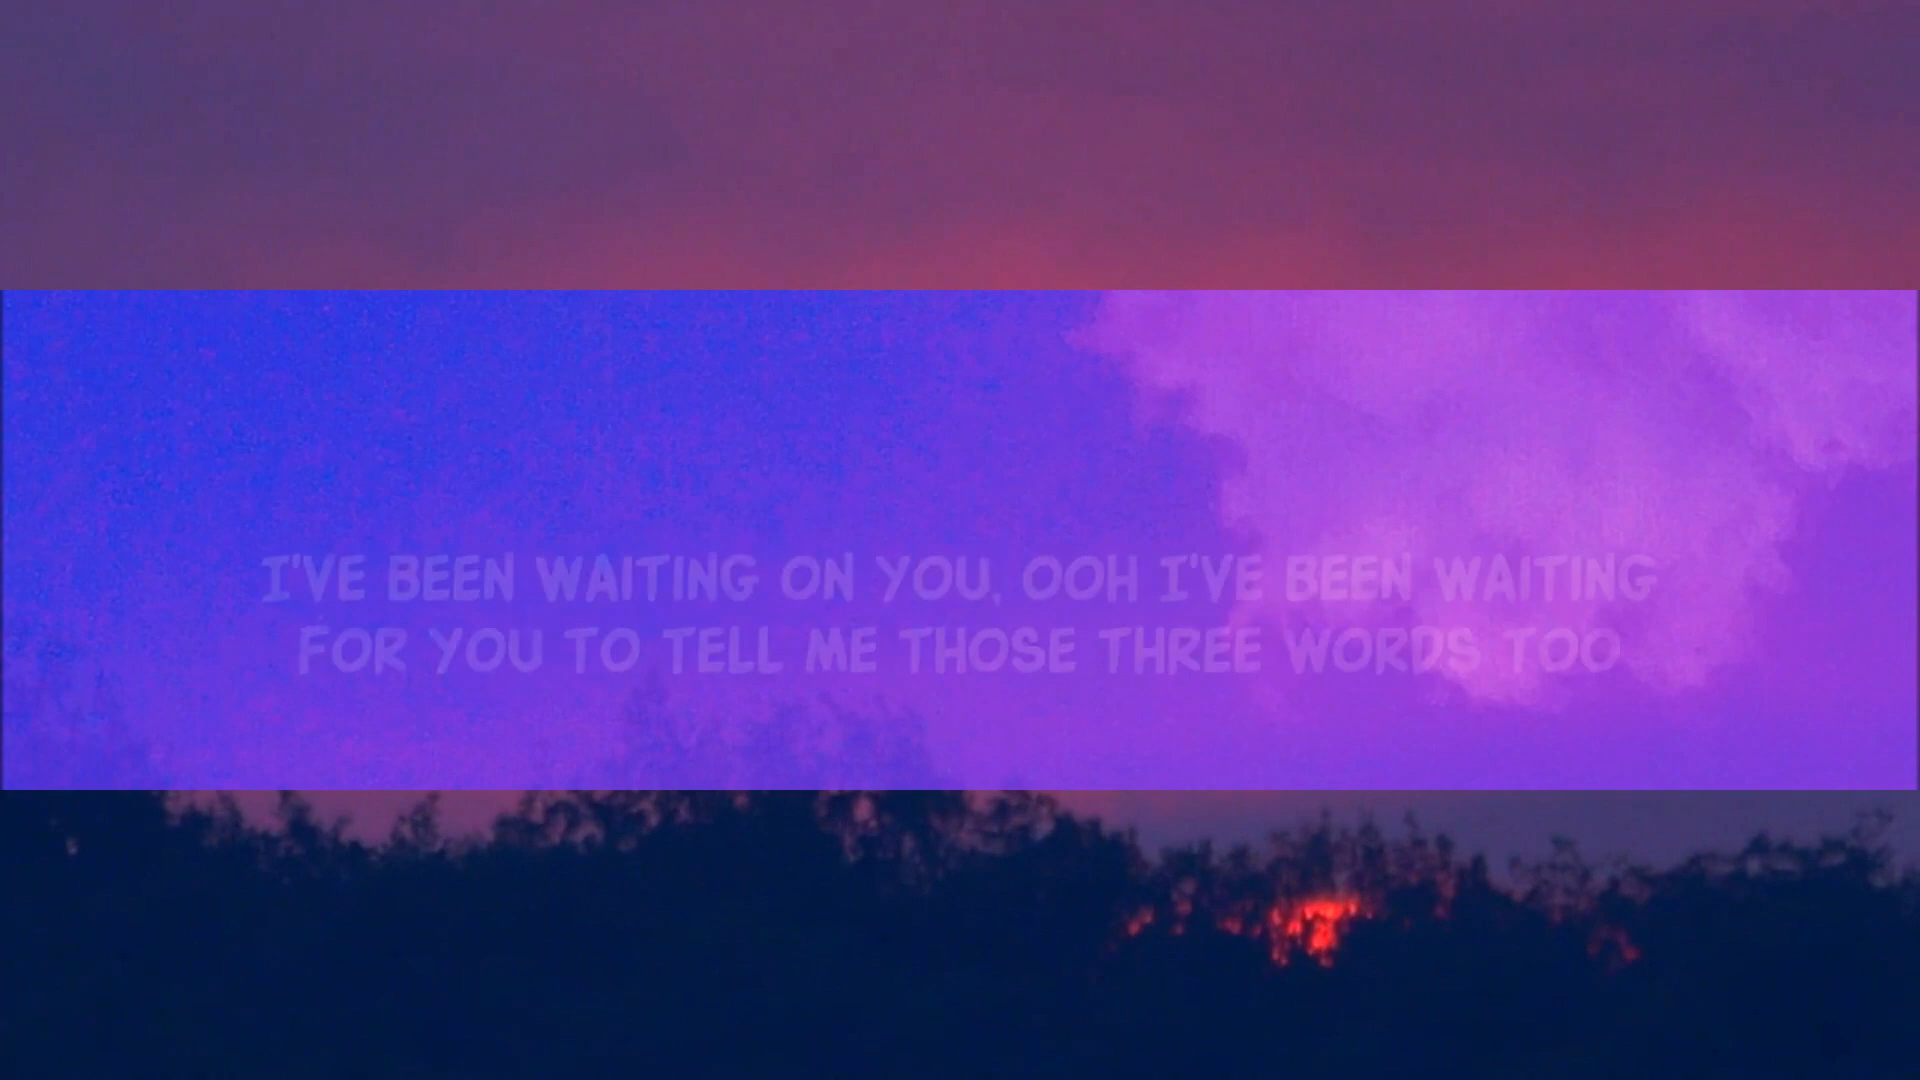 I'VE BEEN WAITING ON YOU, OOH I'VE BEEN WAITING
FOR YOU TO TELL ME THOSE THREE WORDS TOO